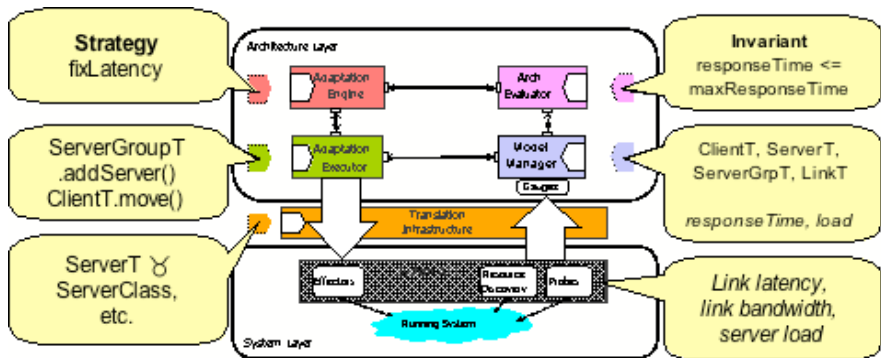 Strategy
fixLatency
ServerGroupT
.addServer()
ClientT.move()
ServerT ♉
ServerClass,
etc.
Architecture Layer
Adaptation
Engine
Arch
Evaluator
Adaptation
Executor
Model
Manager
Gauges
Translation
Infrastructure
Effectors
Resource
Discovery
Probes
Running System
System Layer
Invariant
responseTime <=
maxResponseTime
ClientT, ServerT,
ServerGrpT, LinkT
responseTime, load
Link latency,
link bandwidth,
server load